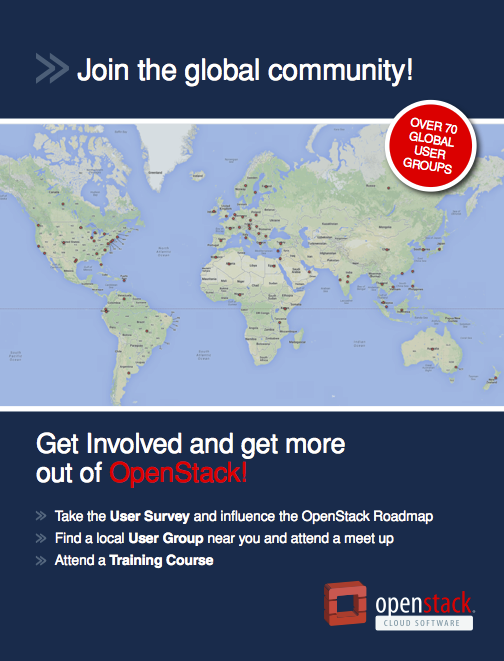 Join the global community!
OVER 70
GLOBAL
USER
GROUPS
Get Involved and get more
out of OpenStack!
Take the User Survey and influence the OpenStack Roadmap
Find a local User Group near you and attend a meet up
Attend a Training Course
openstack.
CLOUD SOFTWARE